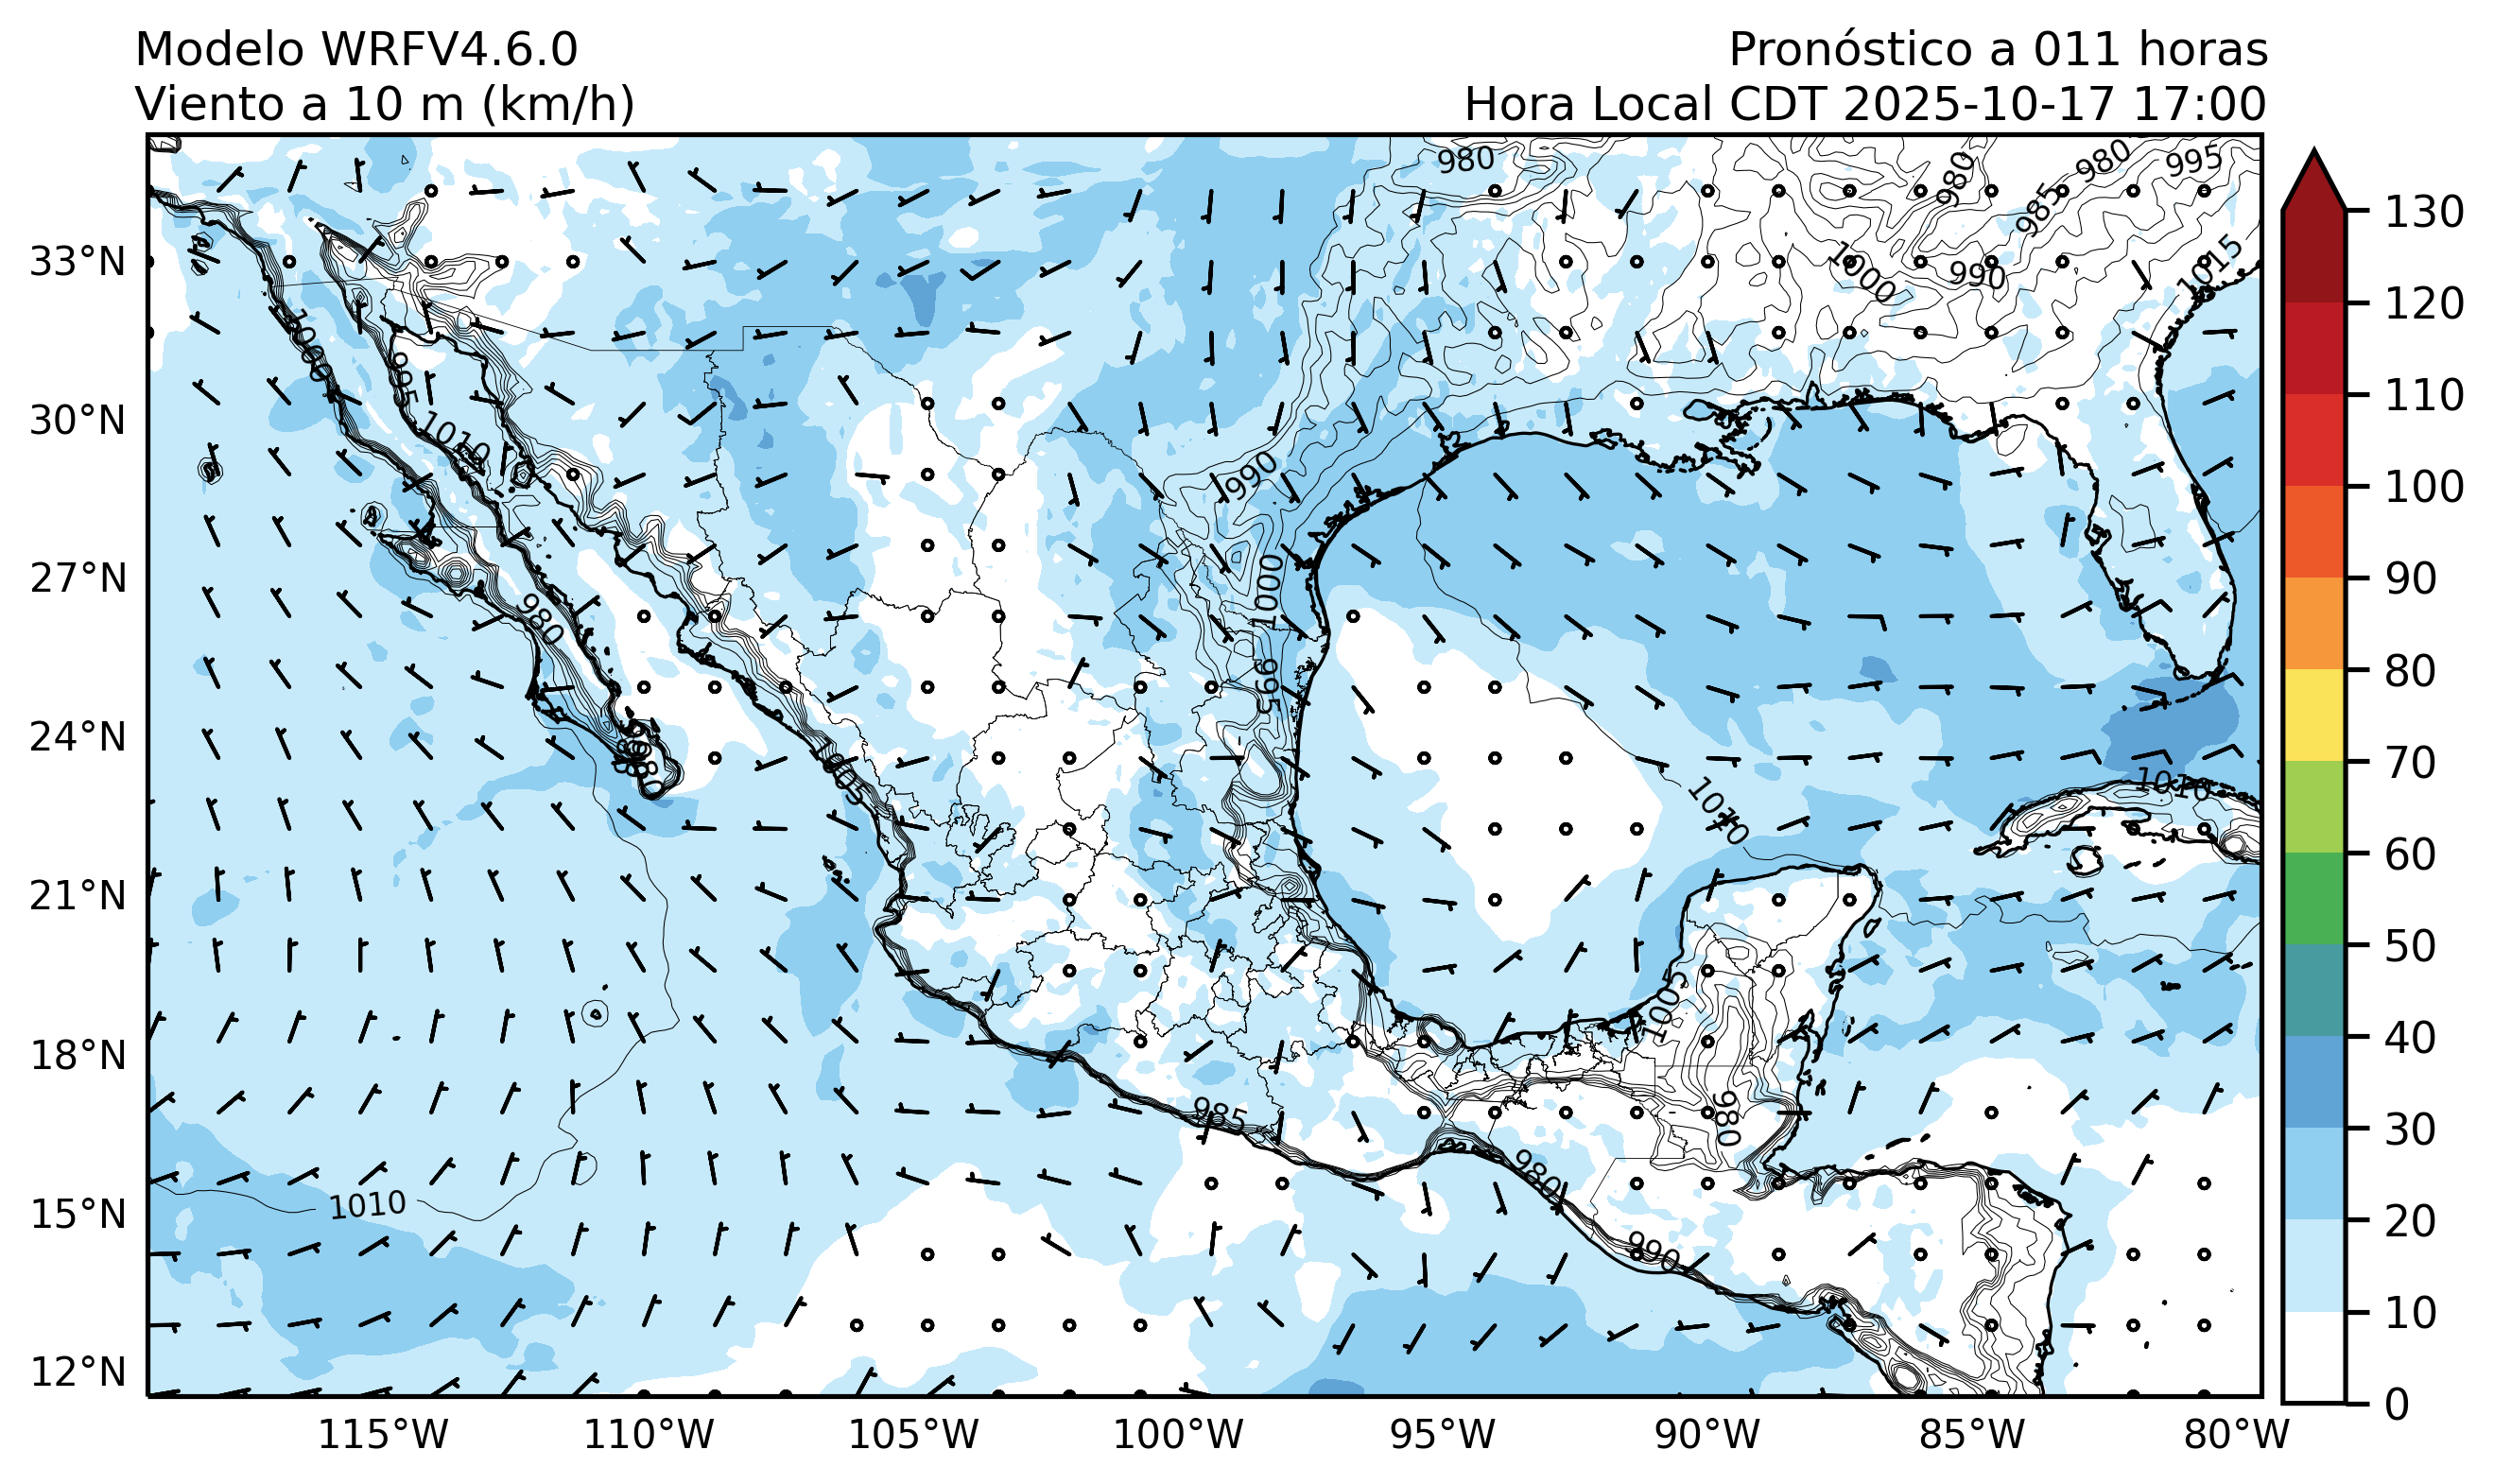 Modelo WRFV4.6.0
Viento a 10 m (km/h)
Pronóstico a 011 horas
Hora Local CDT 2025-10-17 17:00
980
980
980
995
985
1015
1000
990
1000
995
1010
990
1000
980
995
1005
1010
1010
1005
985
980
980
1010
990
33°N
30°N
27°N
24°N
21°N
18°N
15°N
12°N
115°W
110°W
105°W
100°W
95°W
90°W
85°W
80°W
130
120
110
100
90
80
70
60
50
40
30
20
10
0